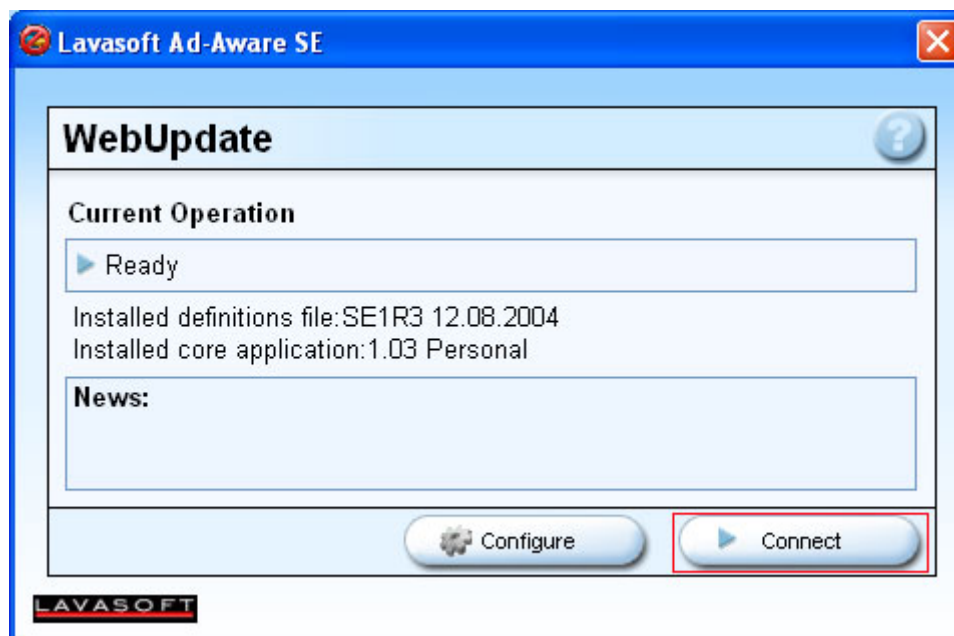 Lavasoft Ad-Aware SE
WebUpdate
?
Current Operation
Ready
Installed definitions file:SE1R3 12.08.2004
Installed core application:1.03 Personal
News:
Configure
Connect
LAVASOFT